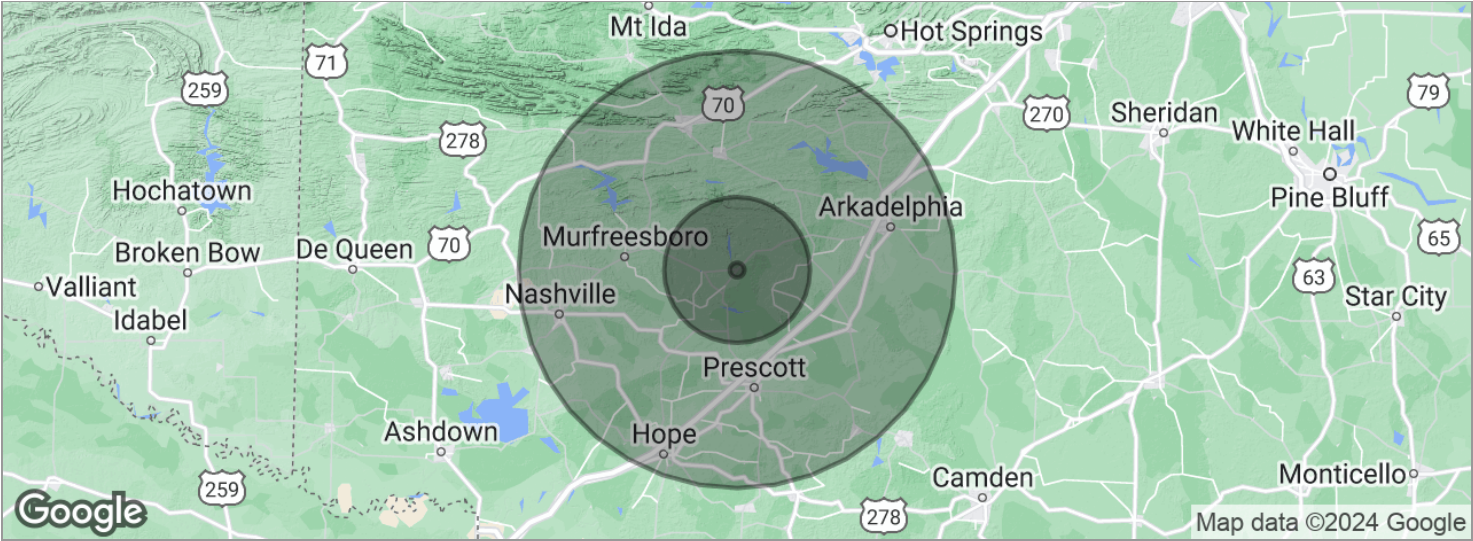 Mt Ida
Hot Springs
71
259
70
79
270
Sheridan
278
White Hall
Hochatown
Pine Bluff
Arkadelphia
Murfreesboro
65
Broken Bow
De Queen
70
63
Valliant
Nashville
Star City
Idabel
Prescott
Ashdown
Hope
Camden
Monticello
259
278
Google
Map data ©2024 Google